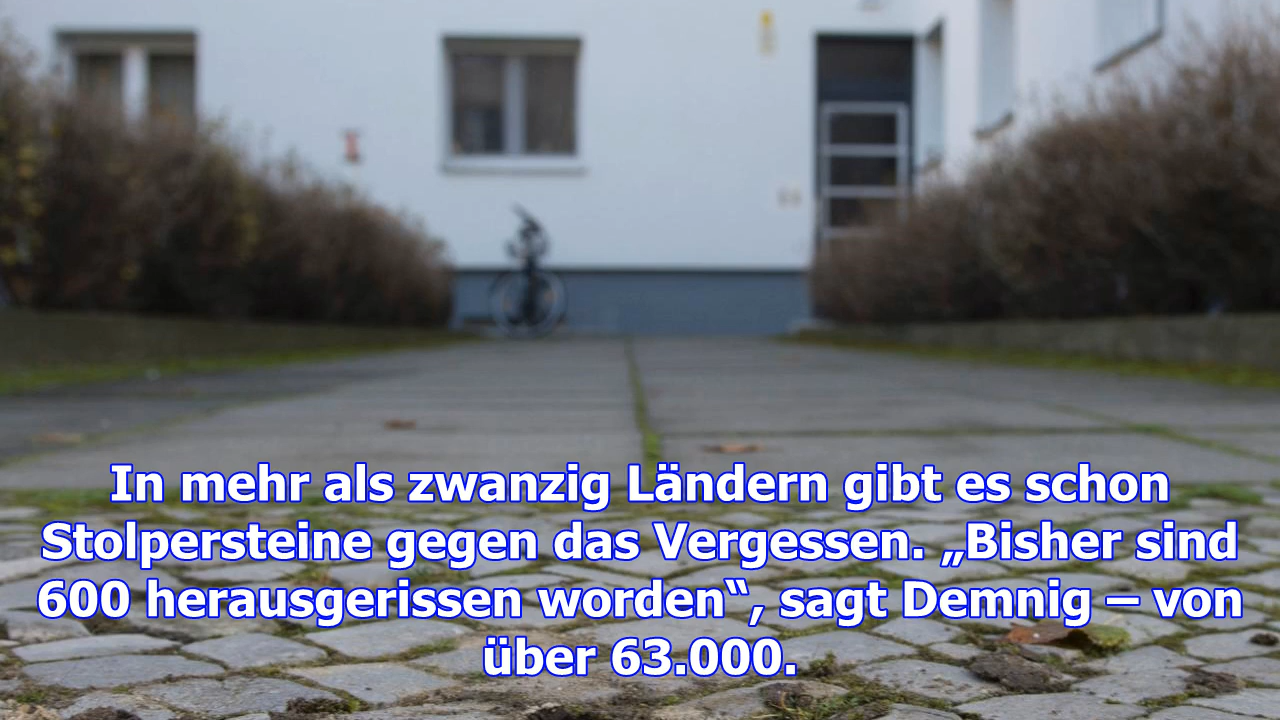 In mehr als zwanzig Ländern gibt es schon
Stolpersteine gegen das Vergessen. „Bisher sind
600 herausgerissen worden“, sagt Demnig – von
über 63.000.